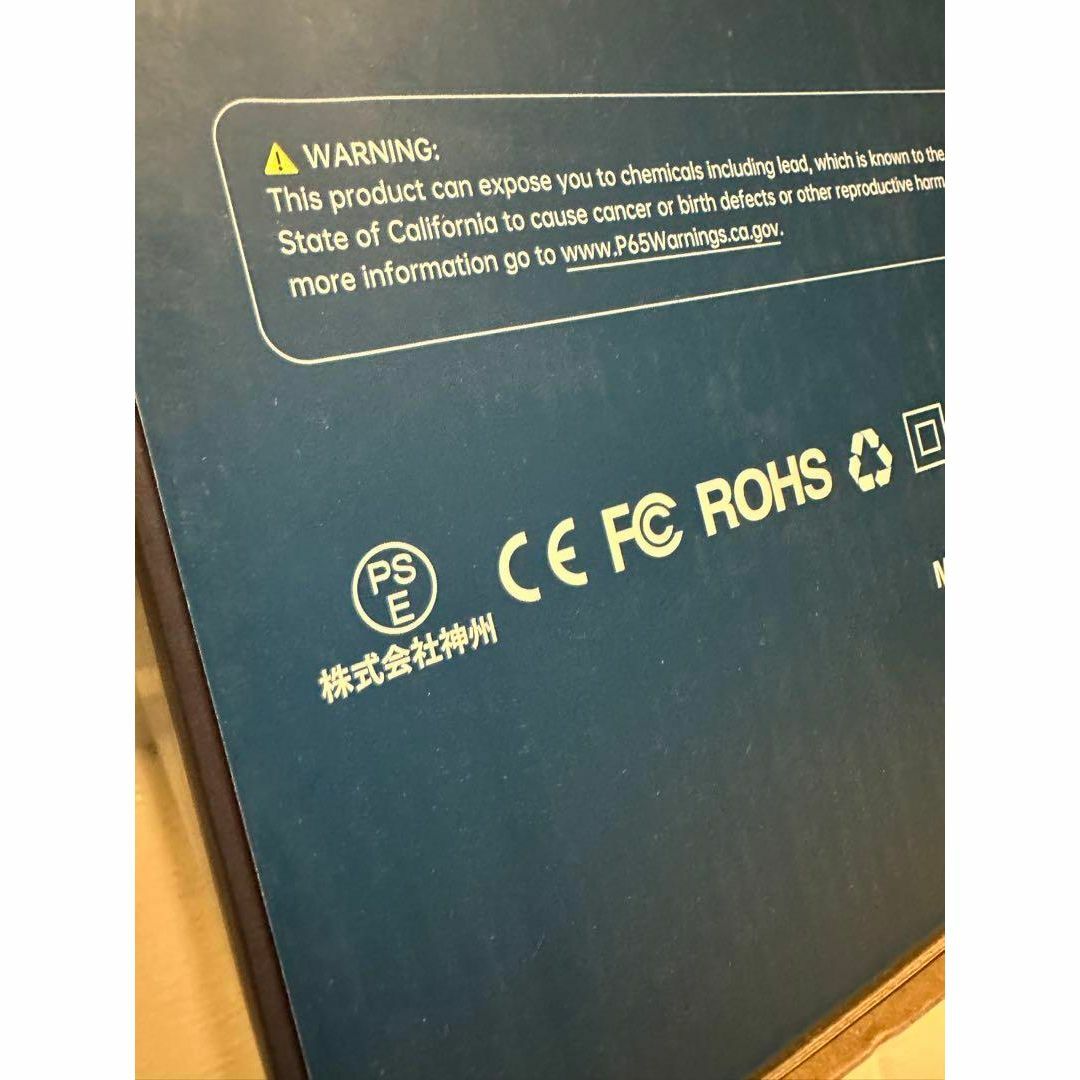 WARNING:
This product can expose you to chemicals including lead, which is known to the
State of California to cause cancer or birth defects or other reproductive harm
more information go to www.P65Warnings.ca.gov.
PS
E
株式会社神州
CE FC ROHS